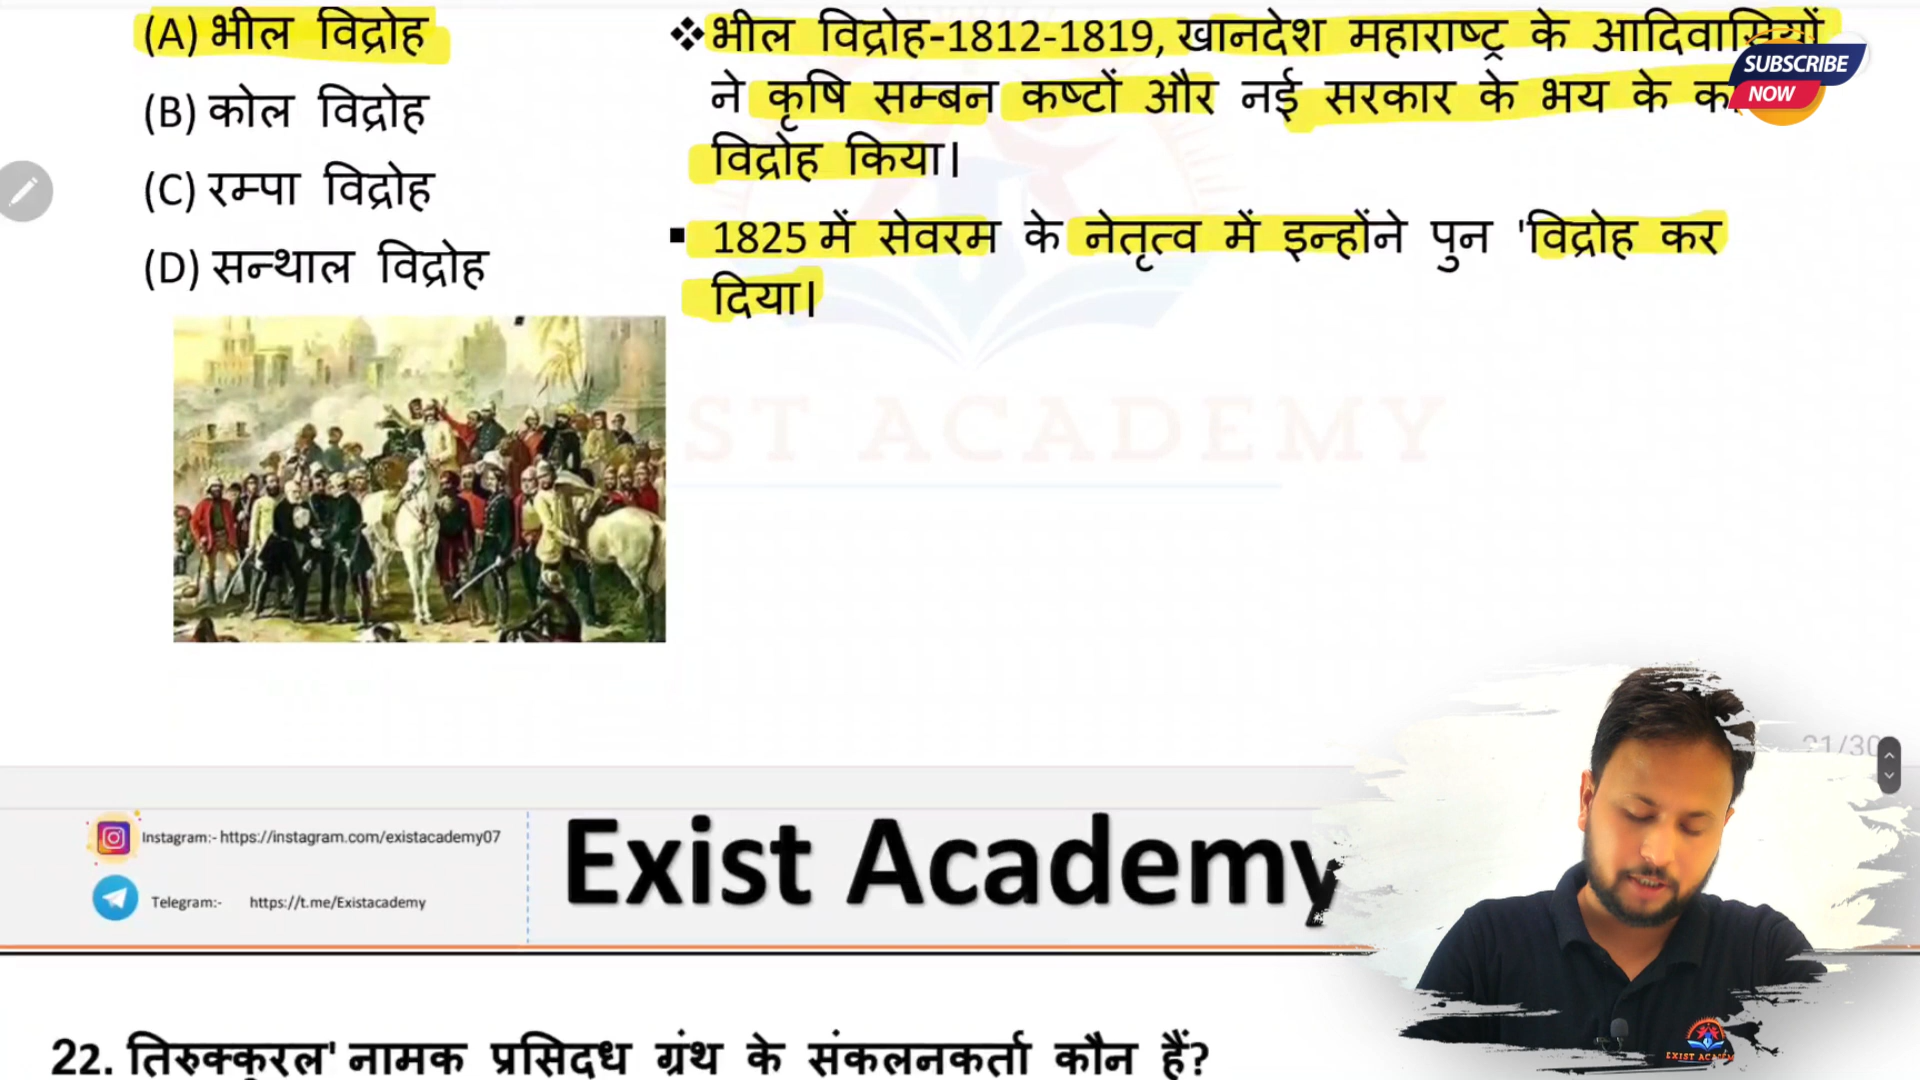 (A) भील विद्रोह
(B) कोल विद्रोह
(C) रम्पा विद्रोह
(D) सन्थाल विद्रोह
❖भील विद्रोह-1812-1819, खानदेश महाराष्ट्र के आदिवासियों
ने कृषि सम्बन कष्टों और नई सरकार के भय के
विद्रोह किया।
▪ 1825 में सेवरम के नेतृत्व में इन्होंने पुन 'विद्रोह कर
दिया।
SUBSCRIBE
NOW
ACADEMY
21/30
Instagram:- https://instagram.com/existacademy07
Telegram:- https://t.me/Existacademy
Exist Academy
22. तिरुक्कुरल' नामक प्रसिदध ग्रंथ के संकलनकर्ता कौन हैं?